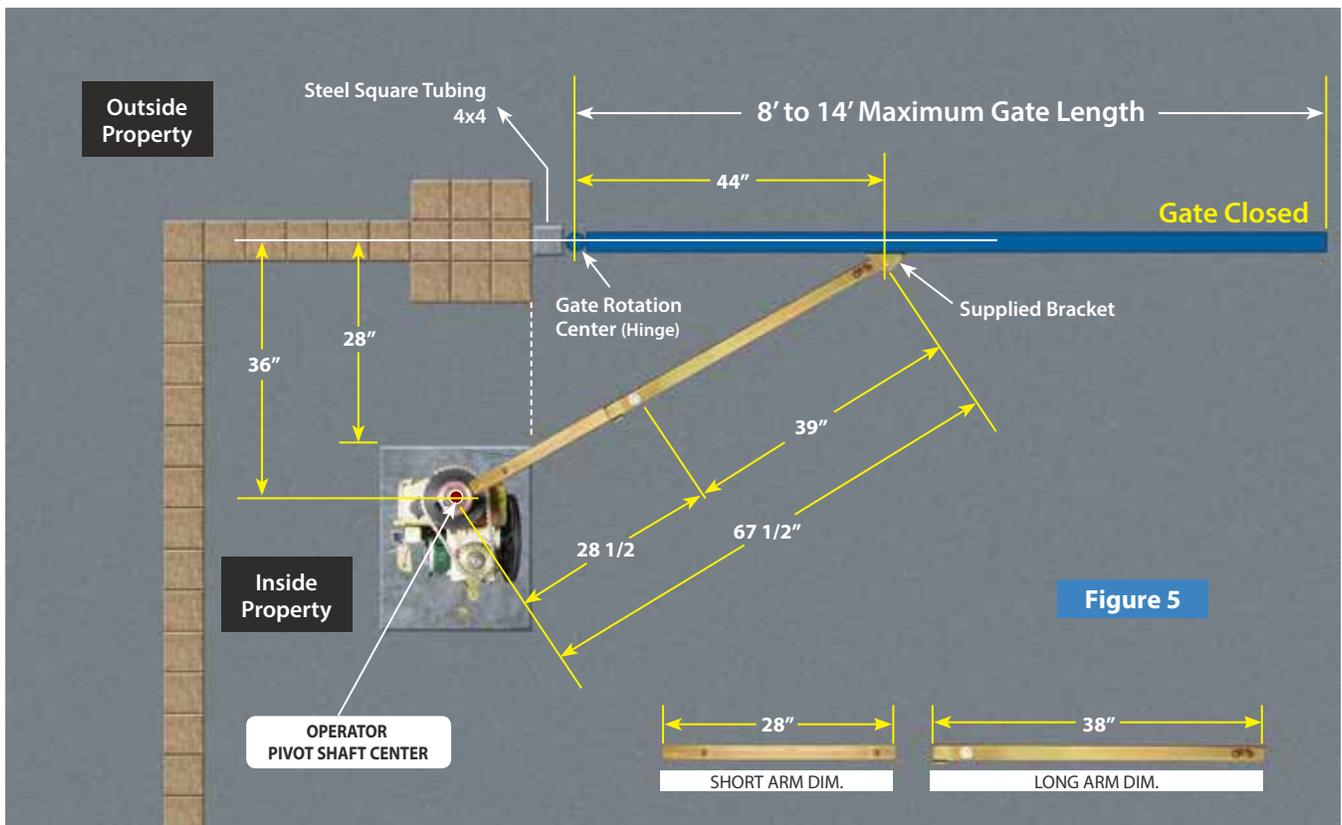 Outside
Property
Steel Square Tubing
4x4
8’ to 14’ Maximum Gate Length
44”
Gate Closed
Gate Rotation
Center (Hinge)
Supplied Bracket
28”
36”
39”
67 1/2”
28 1/2
Inside
Property
Figure 5
OPERATOR
PIVOT SHAFT CENTER
28”
SHORT ARM DIM.
38”
LONG ARM DIM.